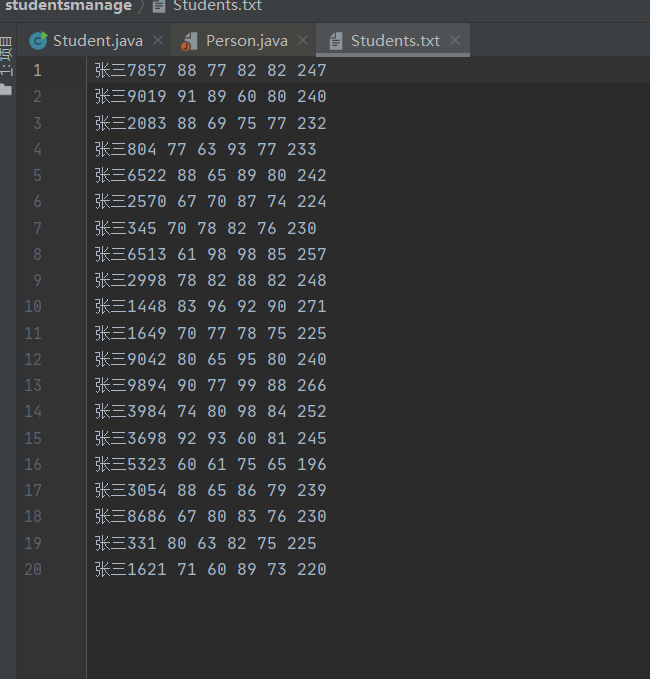 studentsmanage Students.txt
Student.java Person.java Students.txt
1:项目
1 张三7857 88 77 82 82 247
2 张三9019 91 89 60 80 240
3 张三2083 88 69 75 77 232
4 张三804 77 63 93 77 233
5 张三6522 88 65 89 80 242
6 张三2570 67 70 87 74 224
7 张三345 70 78 82 76 230
8 张三6513 61 98 98 85 257
9 张三2998 78 82 88 82 248
10 张三1448 83 96 92 90 271
11 张三1649 70 77 78 75 225
12 张三9042 80 65 95 80 240
13 张三9894 90 77 99 88 266
14 张三3984 74 80 98 84 252
15 张三3698 92 93 60 81 245
16 张三5323 60 61 75 65 196
17 张三3054 88 65 86 79 239
18 张三8686 67 80 83 76 230
19 张三331 80 63 82 75 225
20 张三1621 71 60 89 73 220